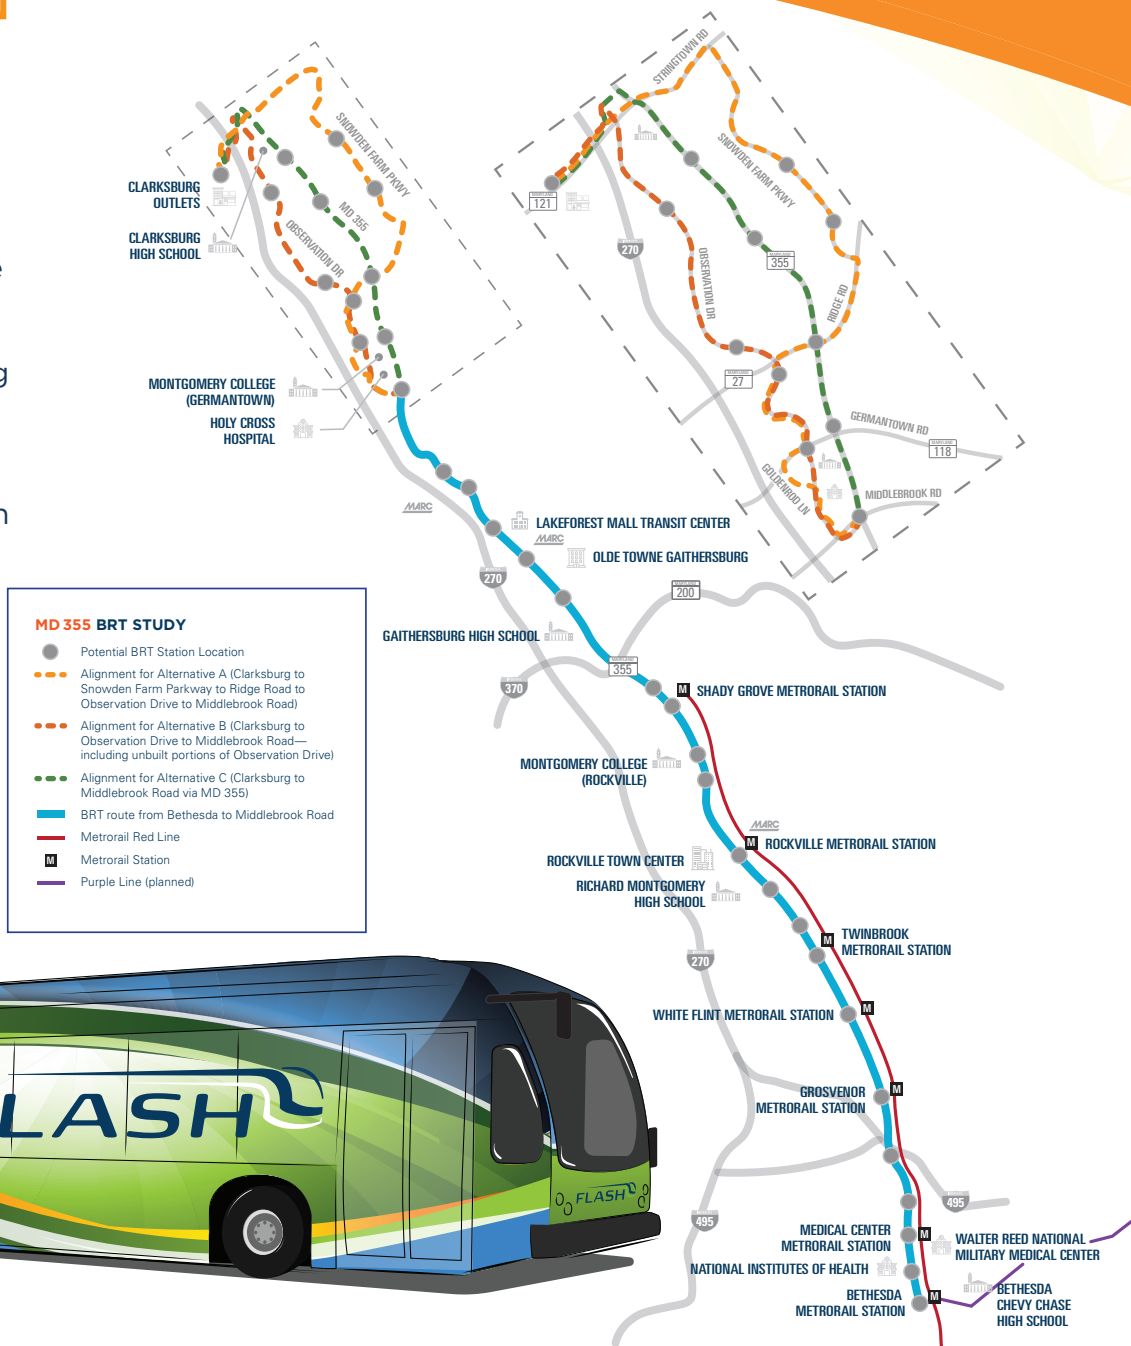 STRINGTOWN RD
SNOWDEN FARM PKWY
MARYLAND
121
270
MARYLAND
355
OBSERVATION DR
RIDGE RD
MARYLAND
27
GERMANTOWN RD
MARYLAND
118
GOLDENROD LN
MIDDLEBROOK RD
SNOWDEN FARM PKWY
MD 355
OBSERVATION DR
CLARKSBURG
OUTLETS
CLARKSBURG
HIGH SCHOOL
MONTGOMERY COLLEGE
(GERMANTOWN)
HOLY CROSS
HOSPITAL
g
MARC
LAKEFOREST MALL TRANSIT CENTER
MARC
OLDE TOWNE GAITHERSBURG
270
MARYLAND
200
GAITHERSBURG HIGH SCHOOL
MARYLAND
355
370
M SHADY GROVE METRORAIL STATION
MONTGOMERY COLLEGE
(ROCKVILLE)
MARC
M ROCKVILLE METRORAIL STATION
ROCKVILLE TOWN CENTER
RICHARD MONTGOMERY
HIGH SCHOOL
M TWINBROOK
METRORAIL STATION
270
WHITE FLINT METRORAIL STATION
M
GROSVENOR
METRORAIL STATION
M
495
495
MEDICAL CENTER
METRORAIL STATION
M
WALTER REED NATIONAL
MILITARY MEDICAL CENTER
NATIONAL INSTITUTES OF HEALTH
BETHESDA
METRORAIL STATION
M
BETHESDA
CHEVY CHASE
HIGH SCHOOL
MD 355 BRT STUDY
Potential BRT Station Location
Alignment for Alternative A (Clarksburg to
Snowden Farm Parkway to Ridge Road to
Observation Drive to Middlebrook Road)
Alignment for Alternative B (Clarksburg to
Observation Drive to Middlebrook Road—
including unbuilt portions of Observation Drive)
Alignment for Alternative C (Clarksburg to
Middlebrook Road via MD 355)
BRT route from Bethesda to Middlebrook Road
Metrorail Red Line
M Metrorail Station
Purple Line (planned)
LASH
FLASH